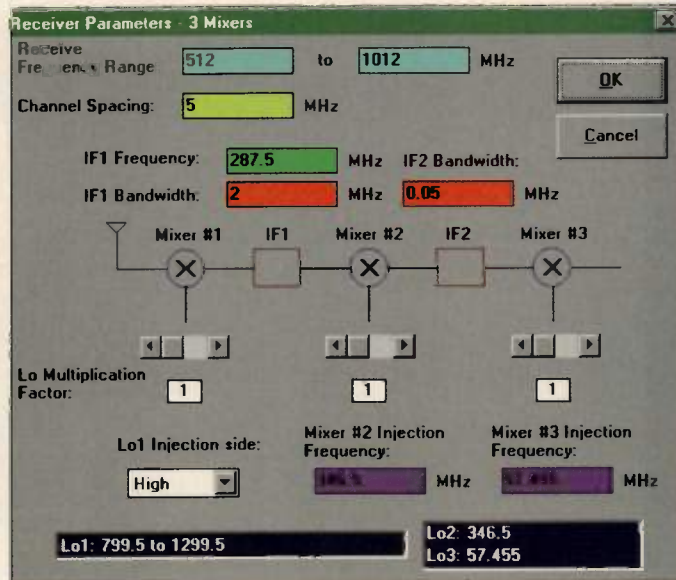 Receiver Parameters - 3 Mixers
Receive
Range
512 to 1012 MHz
OK
Channel Spacing: 5 MHz
Cancel
IF1 Frequency: 287.5 MHz IF2 Bandwidth:
IF1 Bandwidth: 2 MHz 0.05 MHz
Mixer #1 IF1 Mixer #2 IF2 Mixer #3
Lo Multiplication
Factor: 1 1 1
Lo1 Injection side:
Mixer #2 Injection
Frequency:
Mixer #3 Injection
Frequency:
High
MHz MHz
Lo1: 799.5 to 1299.5
Lo2: 346.5
Lo3: 57.455